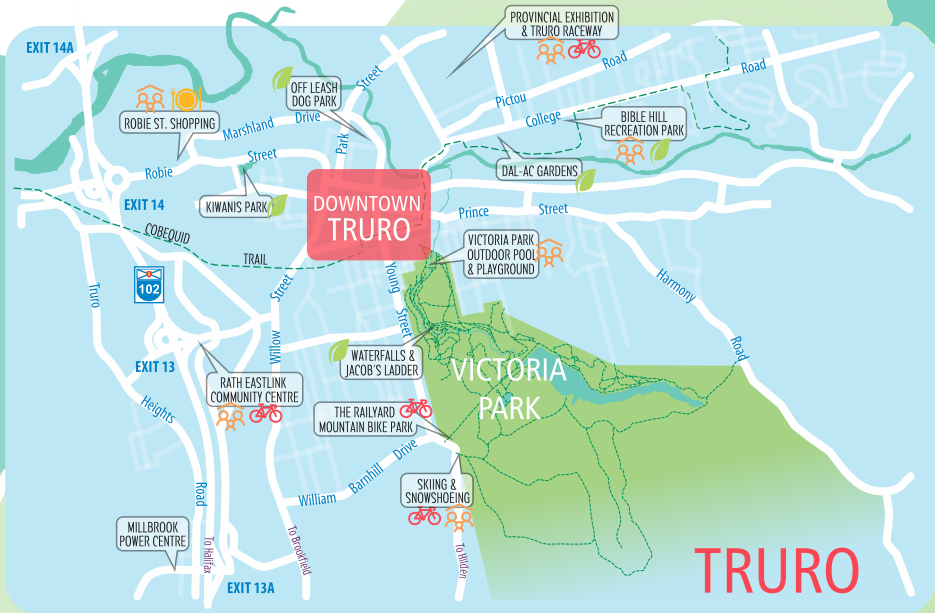 PROVINCIAL EXHIBITION
& TRURO RACEWAY
EXIT 14A
OFF LEASH
DOG PARK
Street
Road
Road
Pictou
College
ROBIE ST. SHOPPING
Marshland Drive
Park
BIBLE HILL
RECREATION PARK
Robie Street
DAL-AC GARDENS
EXIT 14
KIWANIS PARK
DOWNTOWN
TRURO
Prince Street
COBEQUID
TRAIL
VICTORIA PARK
OUTDOOR POOL
& PLAYGROUND
102
Truro
Street
Willow
Young
Street
Harmony
Road
EXIT 13
WATERFALLS &
JACOB'S LADDER
VICTORIA
PARK
RATH EASTLINK
COMMUNITY CENTRE
Heights
Road
THE RAILYARD
MOUNTAIN BIKE PARK
William Barnhill Drive
SKIING &
SNOWSHOEING
MILLBROOK
POWER CENTRE
To Halifax
To Brookfield
To Hilden
EXIT 13A
TRURO